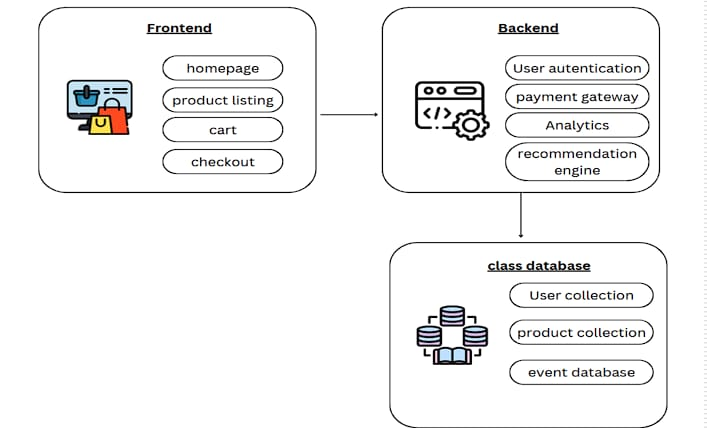 Frontend
homepage
product listing
cart
checkout
Backend
User autentication
payment gateway
Analytics
recommendation
engine
class database
User collection
product collection
event database